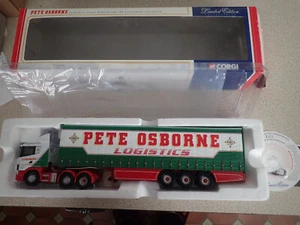 PETE OSBORNE
Limited Edition
CORGI
PETE OSBORNE
LOGISTICS